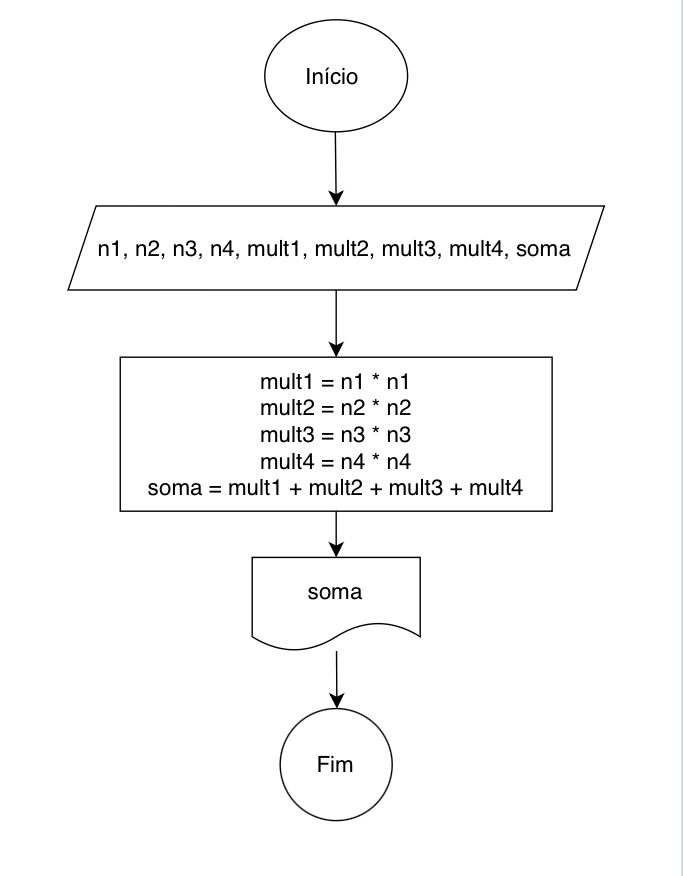 Início
n1, n2, n3, n4, mult1, mult2, mult3, mult4, soma
mult1 = n1 * n1
mult2 = n2 * n2
mult3 = n3 * n3
mult4 = n4 * n4
soma = mult1 + mult2 + mult3 + mult4
soma
Fim